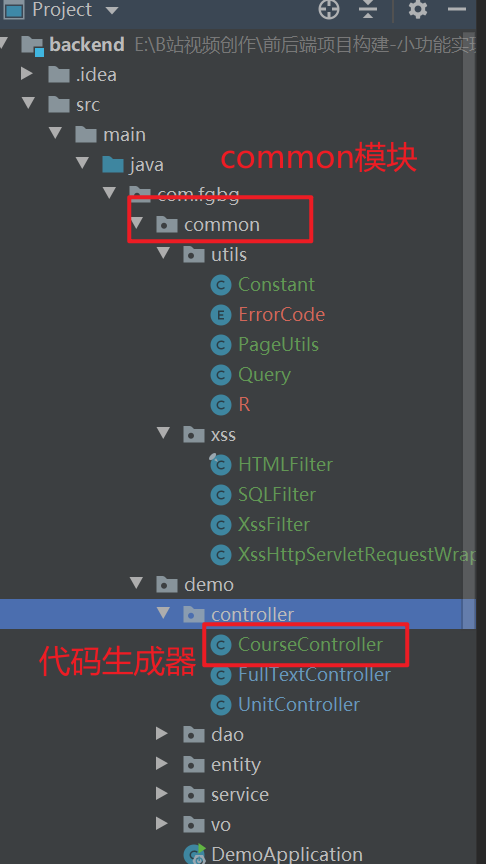 Project
backend E:\B站视频创作\前后端项目构建-小功能实现
.idea
src
main
java
common模块
com.fgbg
common
utils
Constant
ErrorCode
PageUtils
Query
R
xss
HTMLFilter
SQLFilter
XssFilter
XssHttpServletRequestWrap
demo
controller
代码生成器
CourseController
FullTextController
UnitController
dao
entity
service
vo
DemoApplication